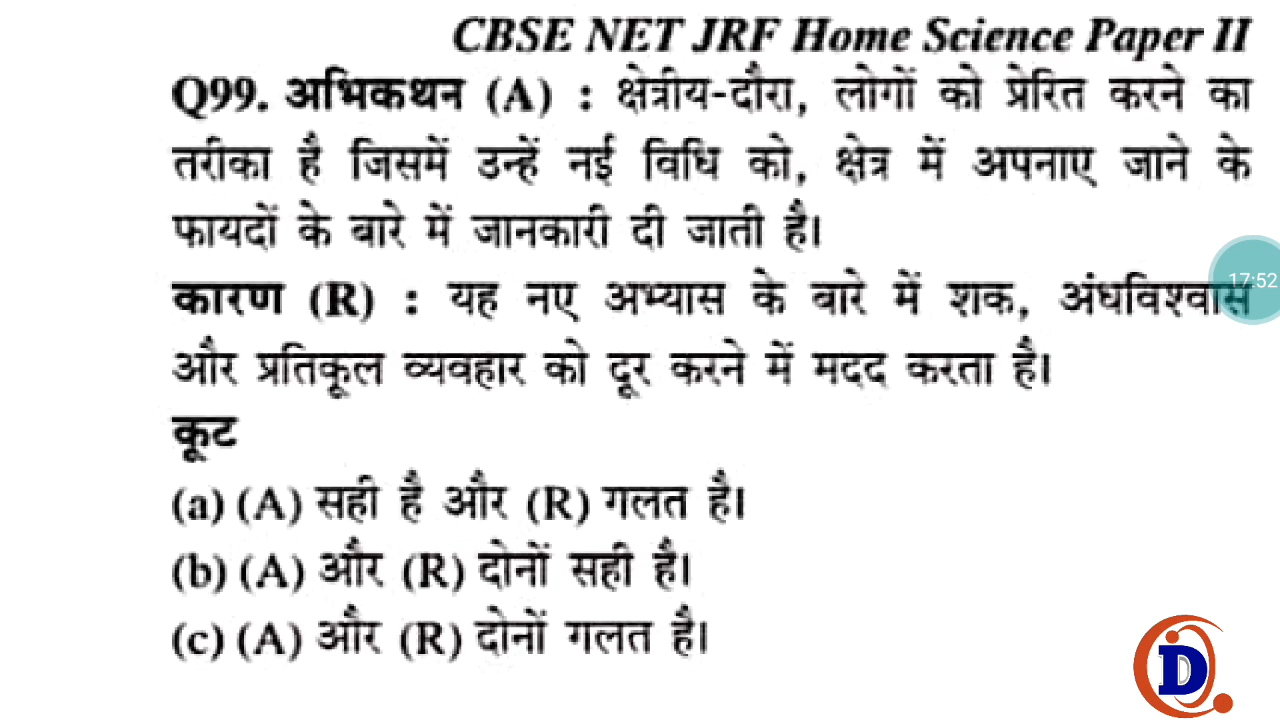 CBSE NET JRF Home Science Paper II
Q99. अभिकथन (A) : क्षेत्रीय-दौरा, लोगों को प्रेरित करने का
तरीका है जिसमें उन्हें नई विधि को, क्षेत्र में अपनाए जाने के
फायदों के बारे में जानकारी दी जाती है।
कारण (R) : यह नए अभ्यास के बारे में शक, अंधविश्वास
17:52
और प्रतिकूल व्यवहार को दूर करने में मदद करता है।
कूट
(a) (A) सही है और (R) गलत है।
(b) (A) और (R) दोनों सही है।
(c) (A) और (R) दोनों गलत है।
D